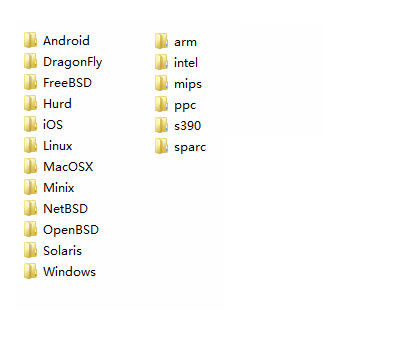 Android
DragonFly
FreeBSD
Hurd
iOS
Linux
MacOSX
Minix
NetBSD
OpenBSD
Solaris
Windows
arm
intel
mips
ppc
s390
sparc